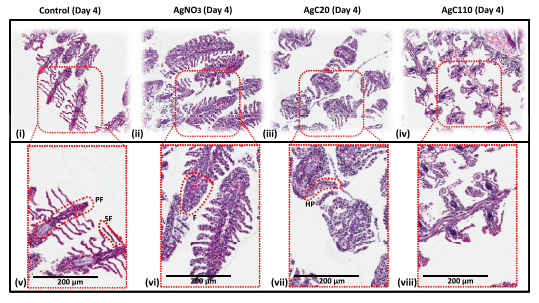 Control (Day 4) AgNO3 (Day 4) AgC20 (Day 4) AgC110 (Day 4)
(i) (ii) (iii) (iv)
PF
SF
HP
(v) 200 µm (vi) 200 µm (vii) 200 µm (viii) 200 µm